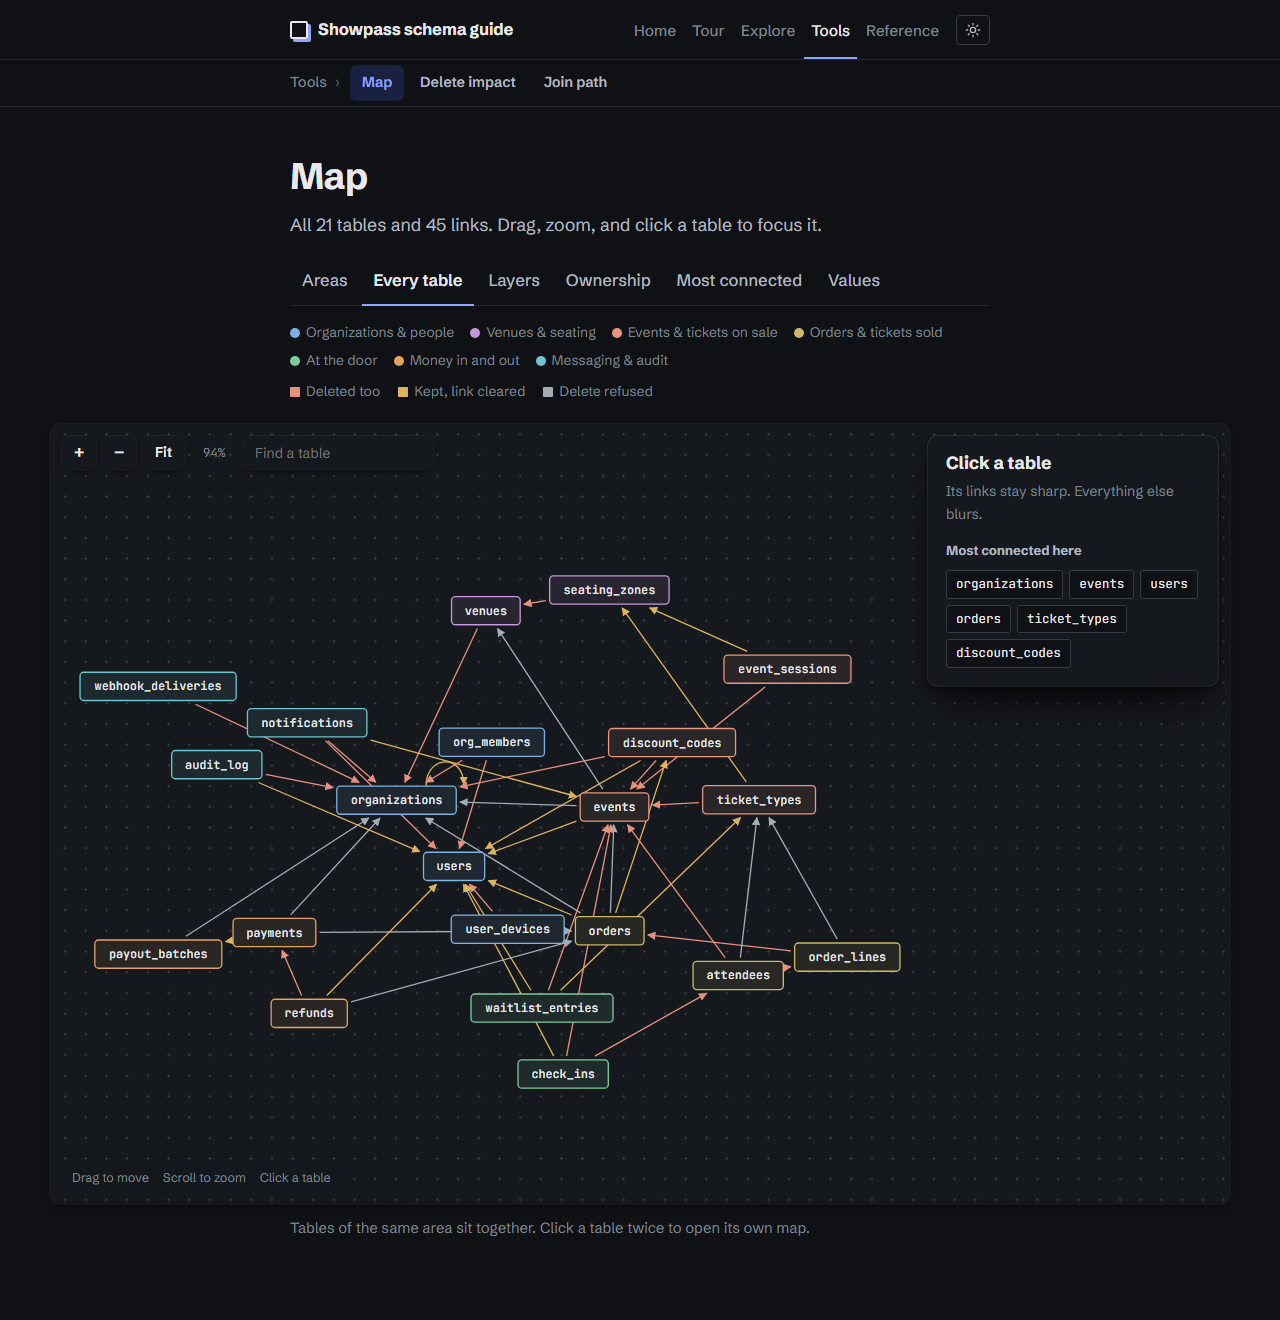 Showpass schema guide
Home Tour Explore Tools Reference
Tools › Map Delete impact Join path
Map
All 21 tables and 45 links. Drag, zoom, and click a table to focus it.
Areas Every table Layers Ownership Most connected Values
Organizations & people Venues & seating Events & tickets on sale Orders & tickets sold
At the door Money in and out Messaging & audit
Deleted too Kept, link cleared Delete refused
+ − Fit 94% Find a table
Click a table
Its links stay sharp. Everything else
blurs.
Most connected here
organizations events users
orders ticket_types
discount_codes
seating_zones
venues
event_sessions
webhook_deliveries
notifications
org_members
discount_codes
audit_log
organizations
events
ticket_types
users
user_devices
orders
payments
payout_batches
order_lines
attendees
refunds
waitlist_entries
check_ins
Drag to move Scroll to zoom Click a table
Tables of the same area sit together. Click a table twice to open its own map.